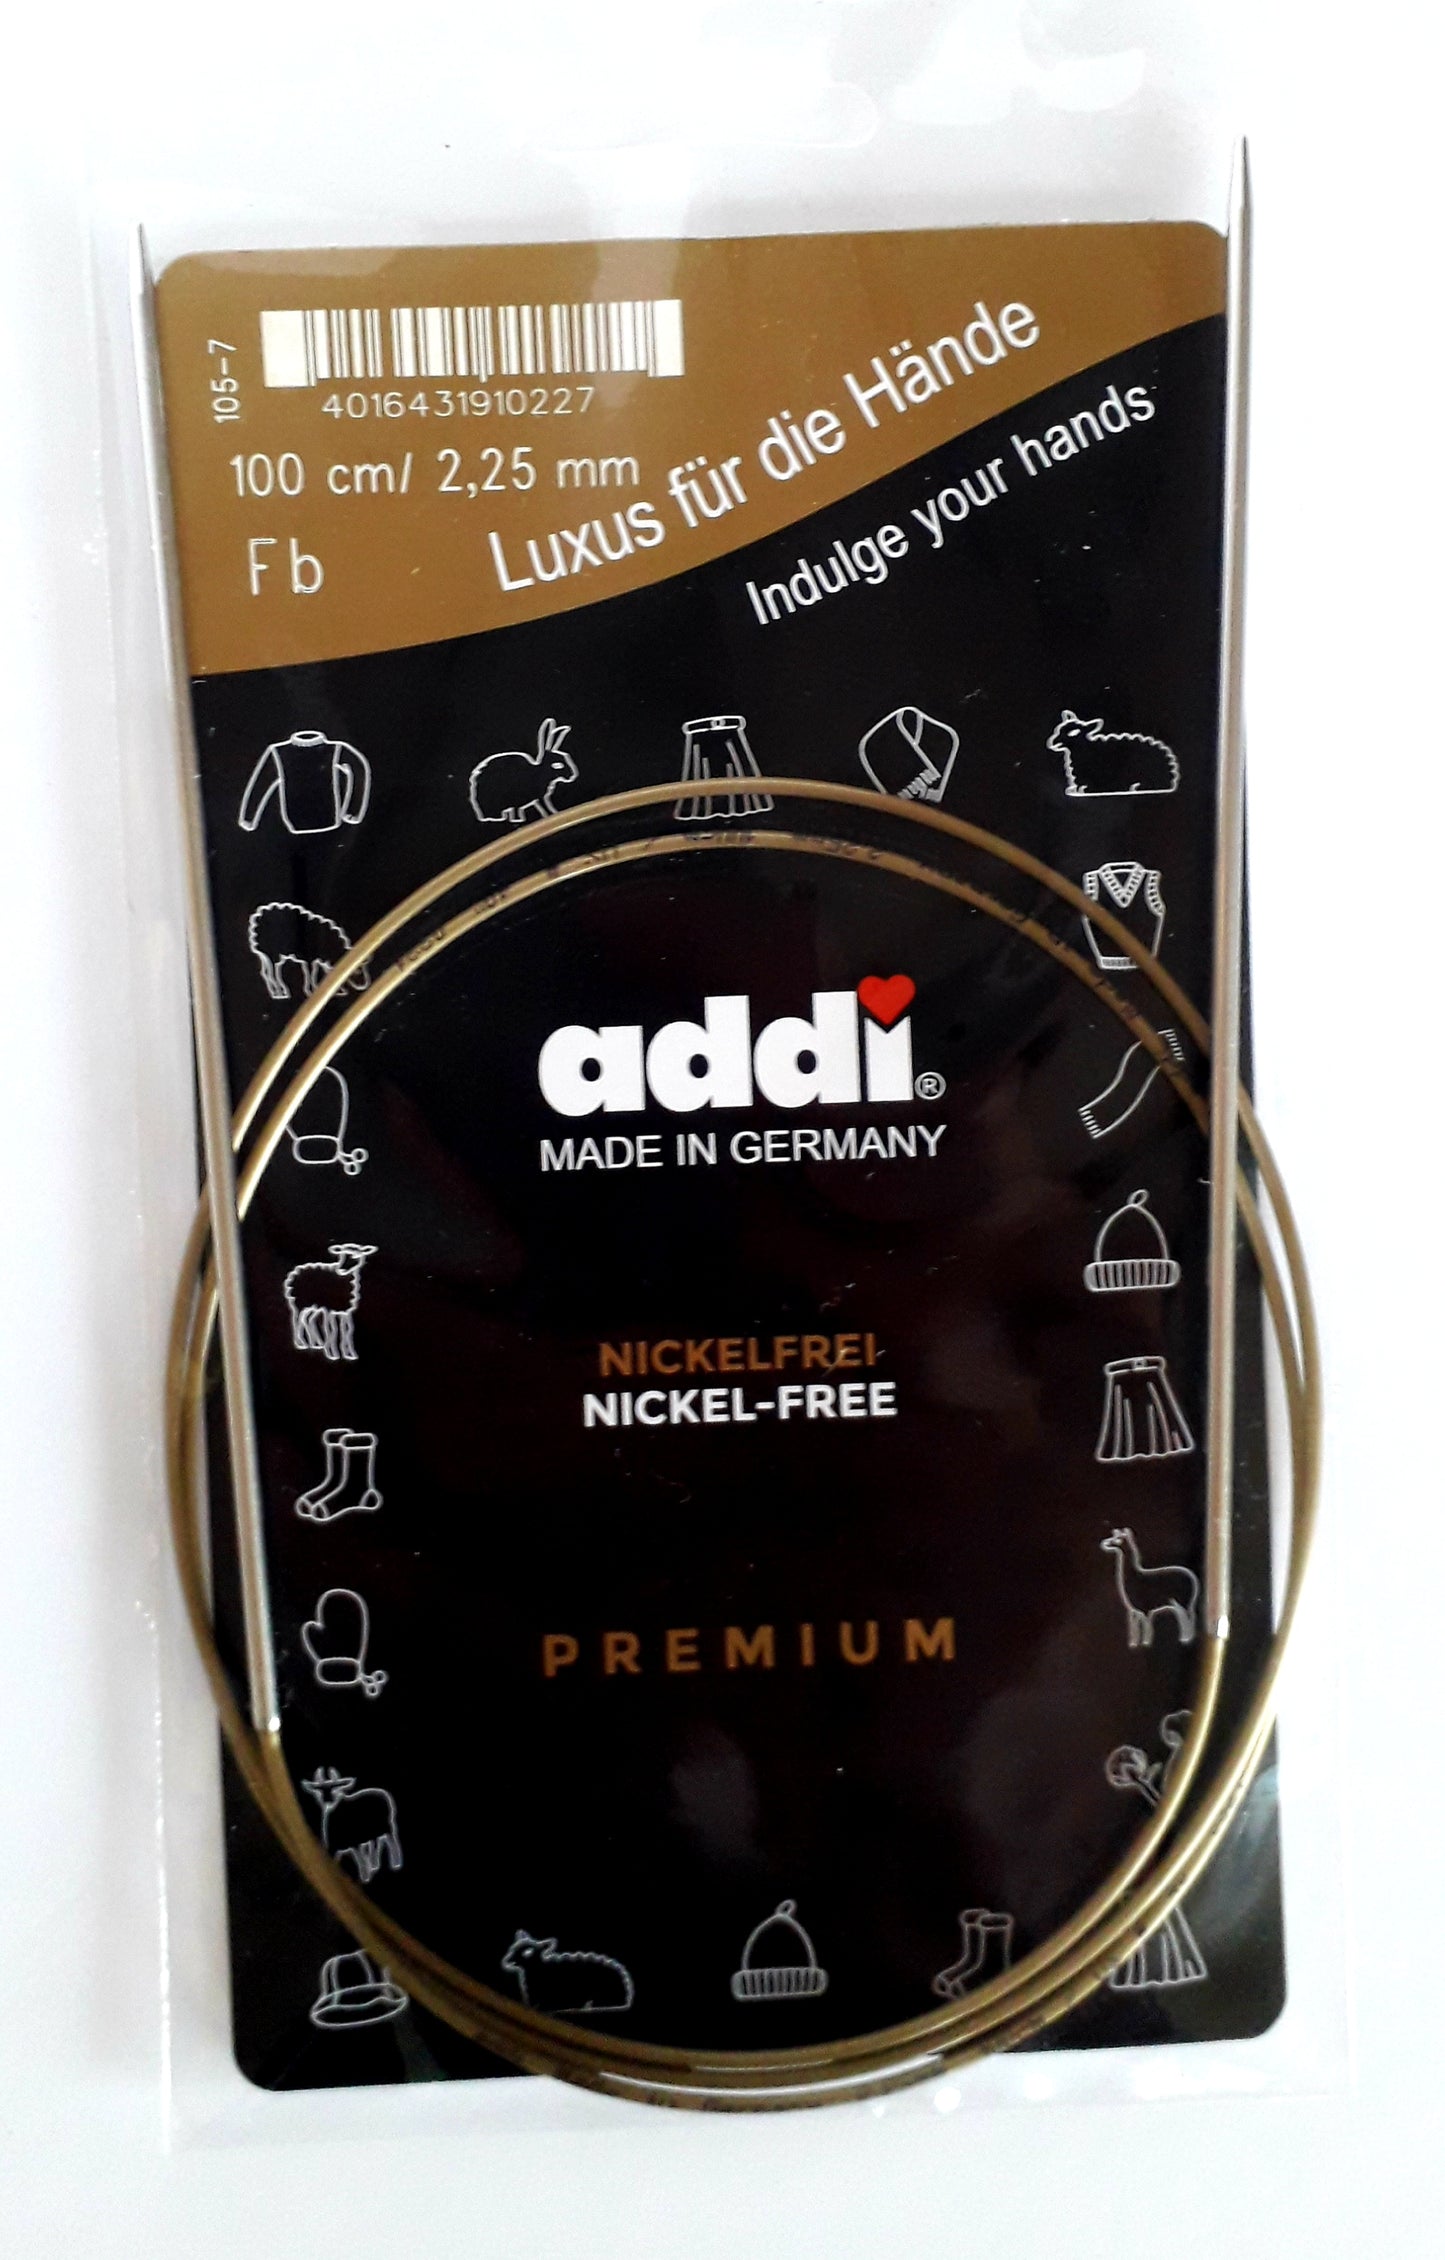 105-7
4016431910227
100 cm/ 2,25 mm
Fb
Luxus für die Hände
Indulge your hands
addi®
MADE IN GERMANY
NICKELFREI
NICKEL-FREE
PREMIUM